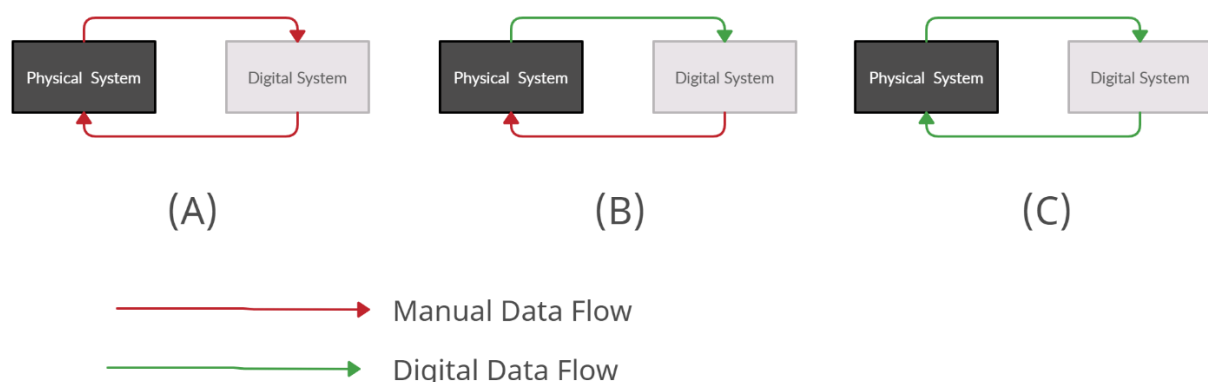 Physical System
Digital System
Physical System
Digital System
Physical System
Digital System
(A)
(B)
(C)
Manual Data Flow
Digital Data Flow